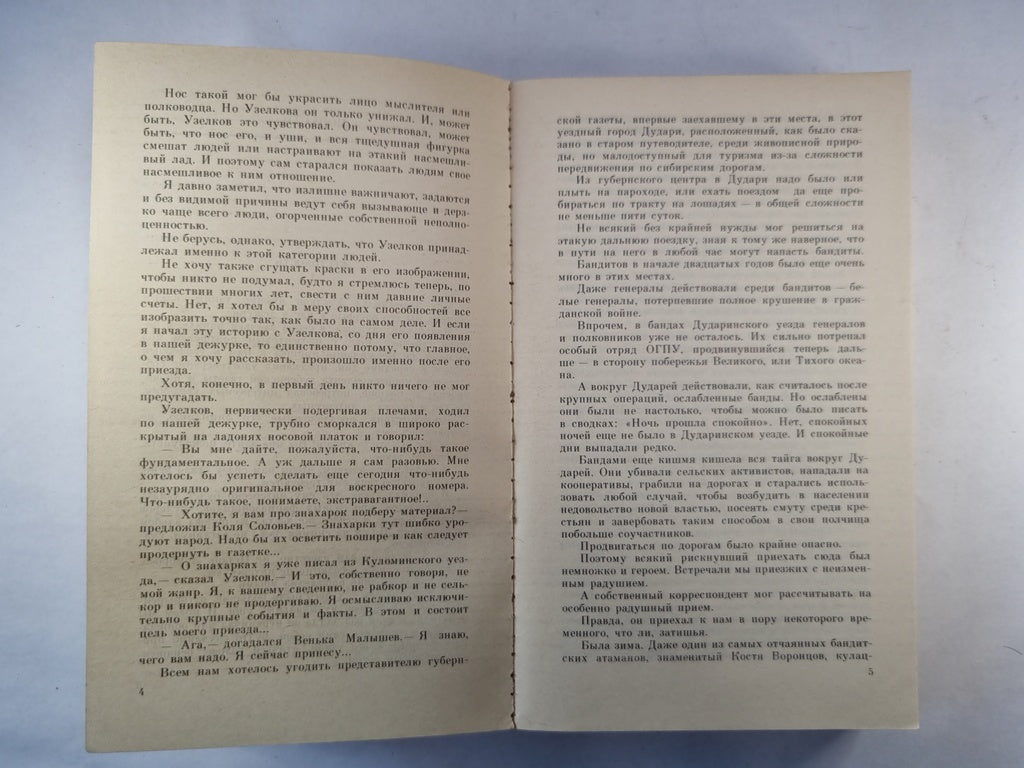 Нос такой мог бы украсить лицо мыслителя или
полководца. Но Узелкова он только унижал. И, может
быть, Узелков это чувствовал. Он чувствовал, может
быть, что нос его, и уши, и вся тщедушная фигурка
смешат людей или настраивают на этакий насмешли-
вый лад. И поэтому сам старался показать людям свое
насмешливое к ним отношение.
Я давно заметил, что излишне важничают, задаются
и без видимой причины ведут себя вызывающе и дерз-
ко чаще всего люди, огорченные собственной неполно-
ценностью.
Не берусь, однако, утверждать, что Узелков принад-
лежал именно к этой категории людей.
Не хочу также сгущать краски в его изображении,
чтобы никто не подумал, будто я стремлюсь теперь, по
прошествии многих лет, свести с ним давние личные
счеты. Нет, я хотел бы в меру своих способностей все
изобразить точно так, как было на самом деле. И если
я начал эту историю с Узелкова, со дня его появления
в нашей дежурке, то единственно потому, что главное,
о чем я хочу рассказать, произошло именно после его
приезда.
Хотя, конечно, в первый день никто ничего не мог
предугадать.
Узелков, нервически подергивая плечами, ходил
по нашей дежурке, трубно сморкался в широко рас-
крытый на ладонях носовой платок и говорил:
— Вы мне дайте, пожалуйста, что-нибудь такое
фундаментальное. А уж дальше я сам разовью. Мне
хотелось бы успеть сделать еще сегодня что-нибудь
незаурядно оригинальное для воскресного номера.
Что-нибудь такое, понимаете, экстравагантное!..
— Хотите, я вам про знахарок подберу материал?—
предложил Коля Соловьев.— Знахарки тут шибко уро-
дуют народ. Надо бы их осветить пошире и как следует
продернуть в газетке...
— О знахарках я уже писал из Куломинского уез-
да,— сказал Узелков.— И это, собственно говоря, не
мой жанр. Я, к вашему сведению, не рабкор и не сель-
кор и никого не продергиваю. Я осмысливаю исключи-
тельно крупные события и факты. В этом и состоит
цель моего приезда...
— Ага,— догадался Венька Малышев.— Я знаю,
чего вам надо. Я сейчас принесу...
Всем нам хотелось угодить представителю губерн-
4
ской газеты, впервые заехавшему в эти места, в этот
уездный город Дудари, расположенный, как было ска-
зано в старом путеводителе, среди живописной приро-
ды, но малодоступный для туризма из-за сложности
передвижения по сибирским дорогам.
Из губернского центра в Дудари надо было или
плыть на пароходе, или ехать поездом да еще про-
бираться по тракту на лошадях — в общей сложности
не меньше пяти суток.
Не всякий без крайней нужды мог решиться на
этакую дальнюю поездку, зная к тому же наверное, что
в пути на него в любой час могут напасть бандиты.
Бандитов в начале двадцатых годов было еще очень
много в этих местах.
Даже генералы действовали среди бандитов — бе-
лые генералы, потерпевшие полное крушение в граж-
данской войне.
Впрочем, в бандах Дударинского уезда генералов
и полковников уже не осталось. Их сильно потрепал
особый отряд ОГПУ, продвинувшийся теперь даль-
ше — в сторону побережья Великого, или Тихого океа-
на.
А вокруг Дударей действовали, как считалось после
крупных операций, ослабленные банды. Но ослаблены
они были не настолько, чтобы можно было писать
в сводках: «Ночь прошла спокойно». Нет, спокойных
ночей еще не было в Дударинском уезде. И спокойные
дни выпадали редко.
Бандами еще кишмя кишела вся тайга вокруг Ду-
дарей. Они убивали сельских активистов, нападали на
кооперативы, грабили на дорогах и старались исполь-
зовать любой случай, чтобы возбудить в населении
недовольство новой властью, посеять смуту среди кре-
стьян и завербовать таким способом в свои полчища
побольше соучастников.
Продвигаться по дорогам было крайне опасно.
Поэтому всякий рискнувший приехать сюда был
немножко и героем. Встречали мы приезжих с неизмен-
ным радушием.
А собственный корреспондент мог рассчитывать на
особенно радушный прием.
Правда, он приехал к нам в пору некоторого вре-
менного, что ли, затишья.
Была зима. Даже один из самых отчаянных бандит-
ских атаманов, знаменитый Костя Воронцов, кулац-
5